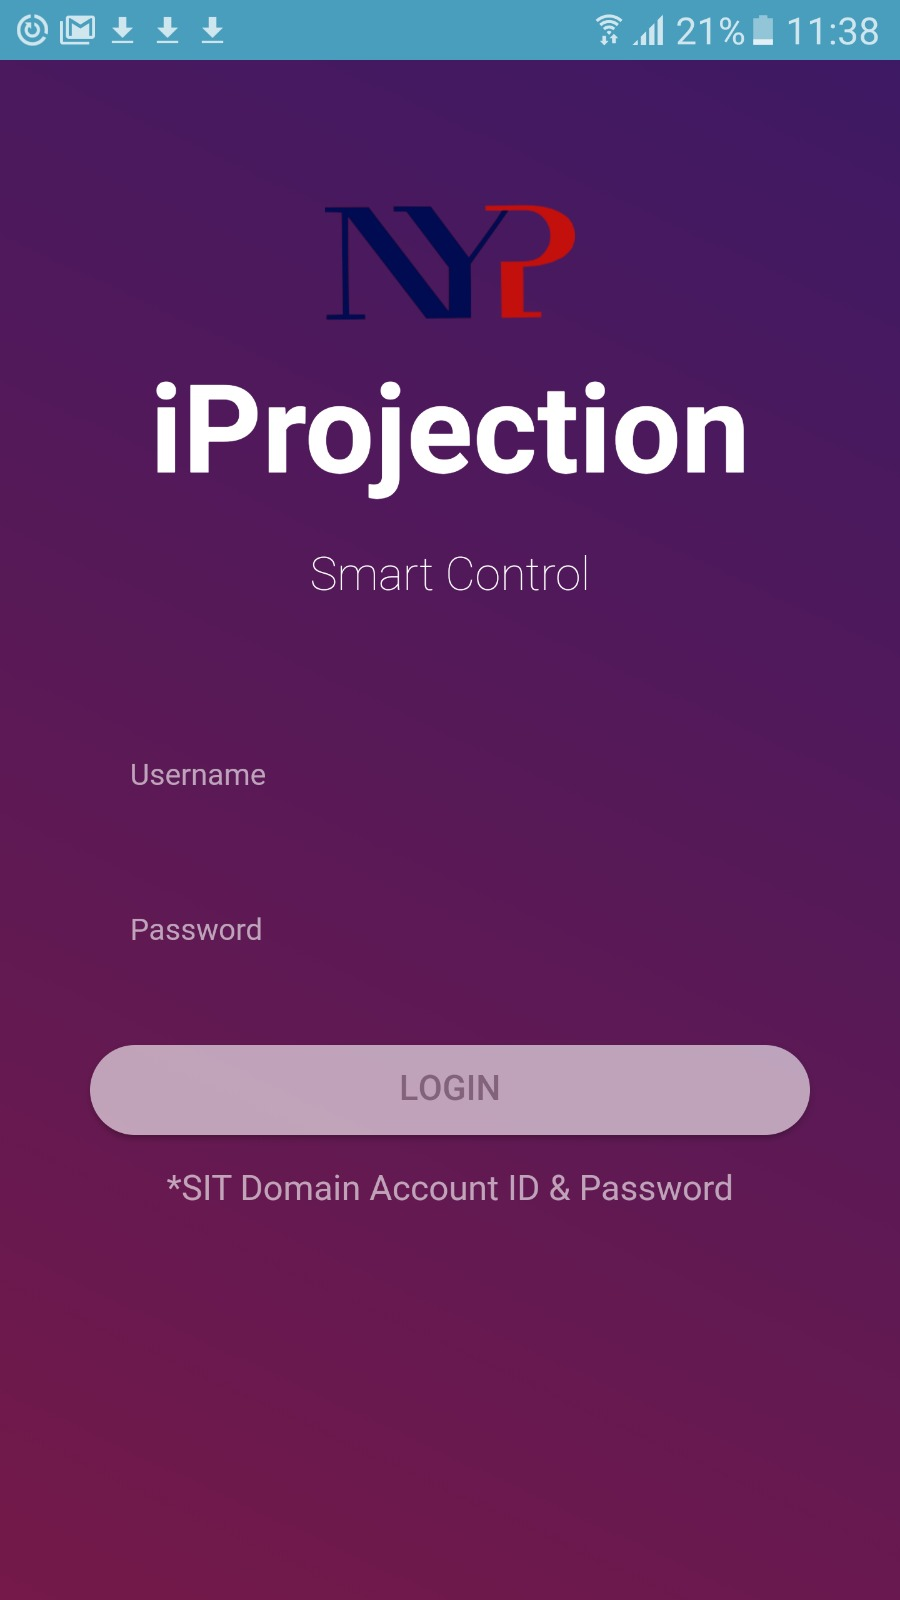 21% 11:38
NYP
iProjection
Smart Control
Username
Password
LOGIN
*SIT Domain Account ID & Password